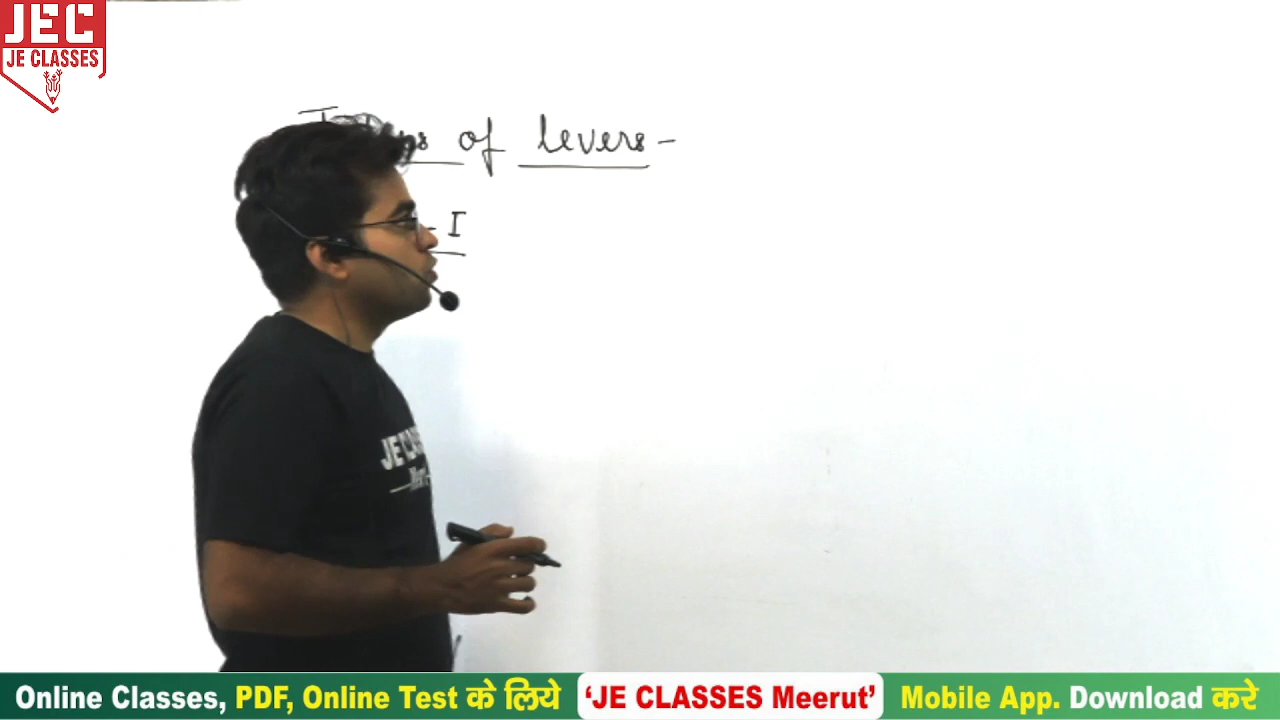 JEC
JE CLASSES
of levers-
- I
Online Classes, PDF, Online Test के लिये 'JE CLASSES Meerut' Mobile App. Download करे